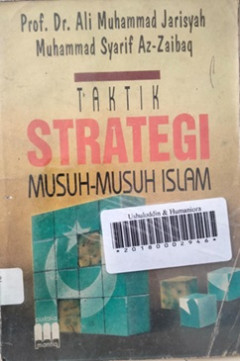 Prof. Dr. Ali Muhammad Jarisyah
Muhammad Syarif Az-Zaibaq
TAKTIK
STRATEGI
MUSUH-MUSUH ISLAM
Ushuluddin & Humaniora